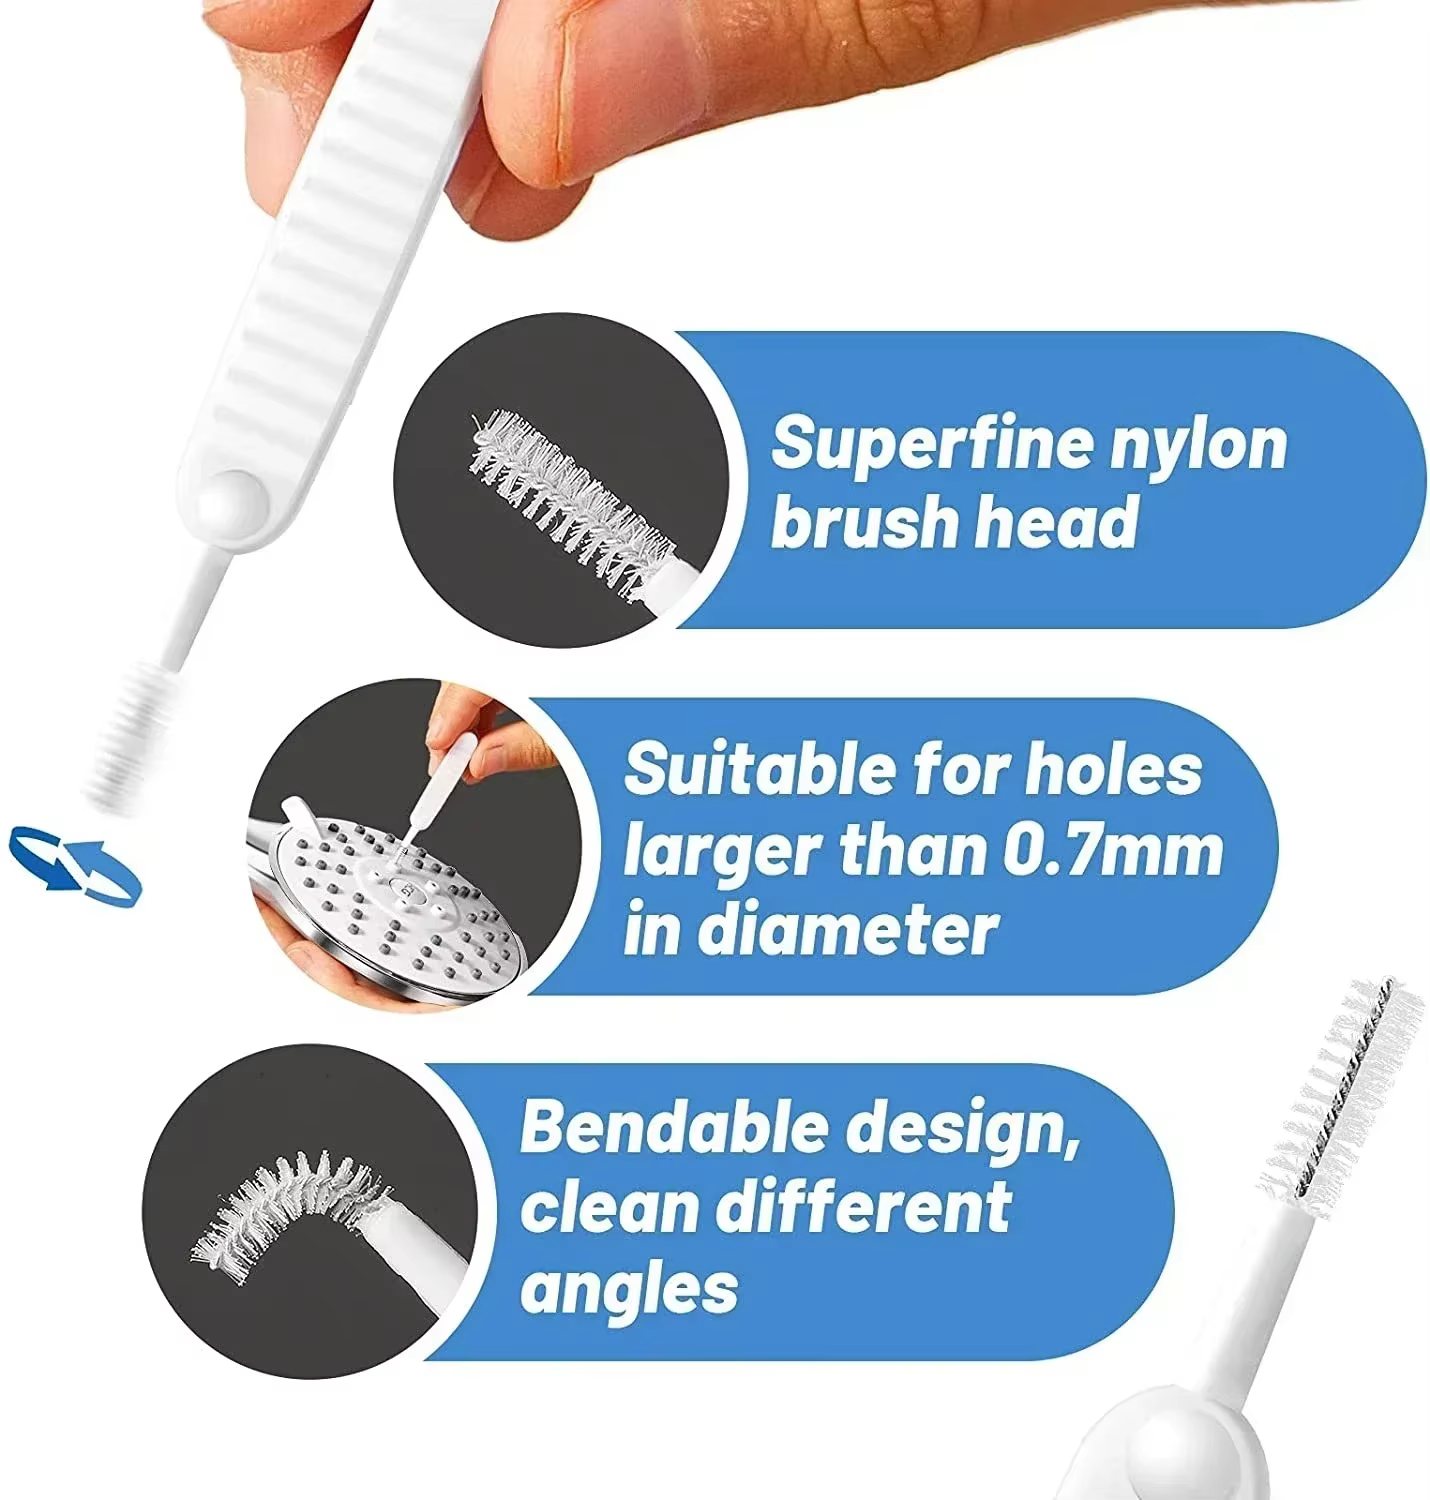 Superfine nylon
brush head
Suitable for holes
larger than 0.7mm
in diameter
Bendable design,
clean different
angles